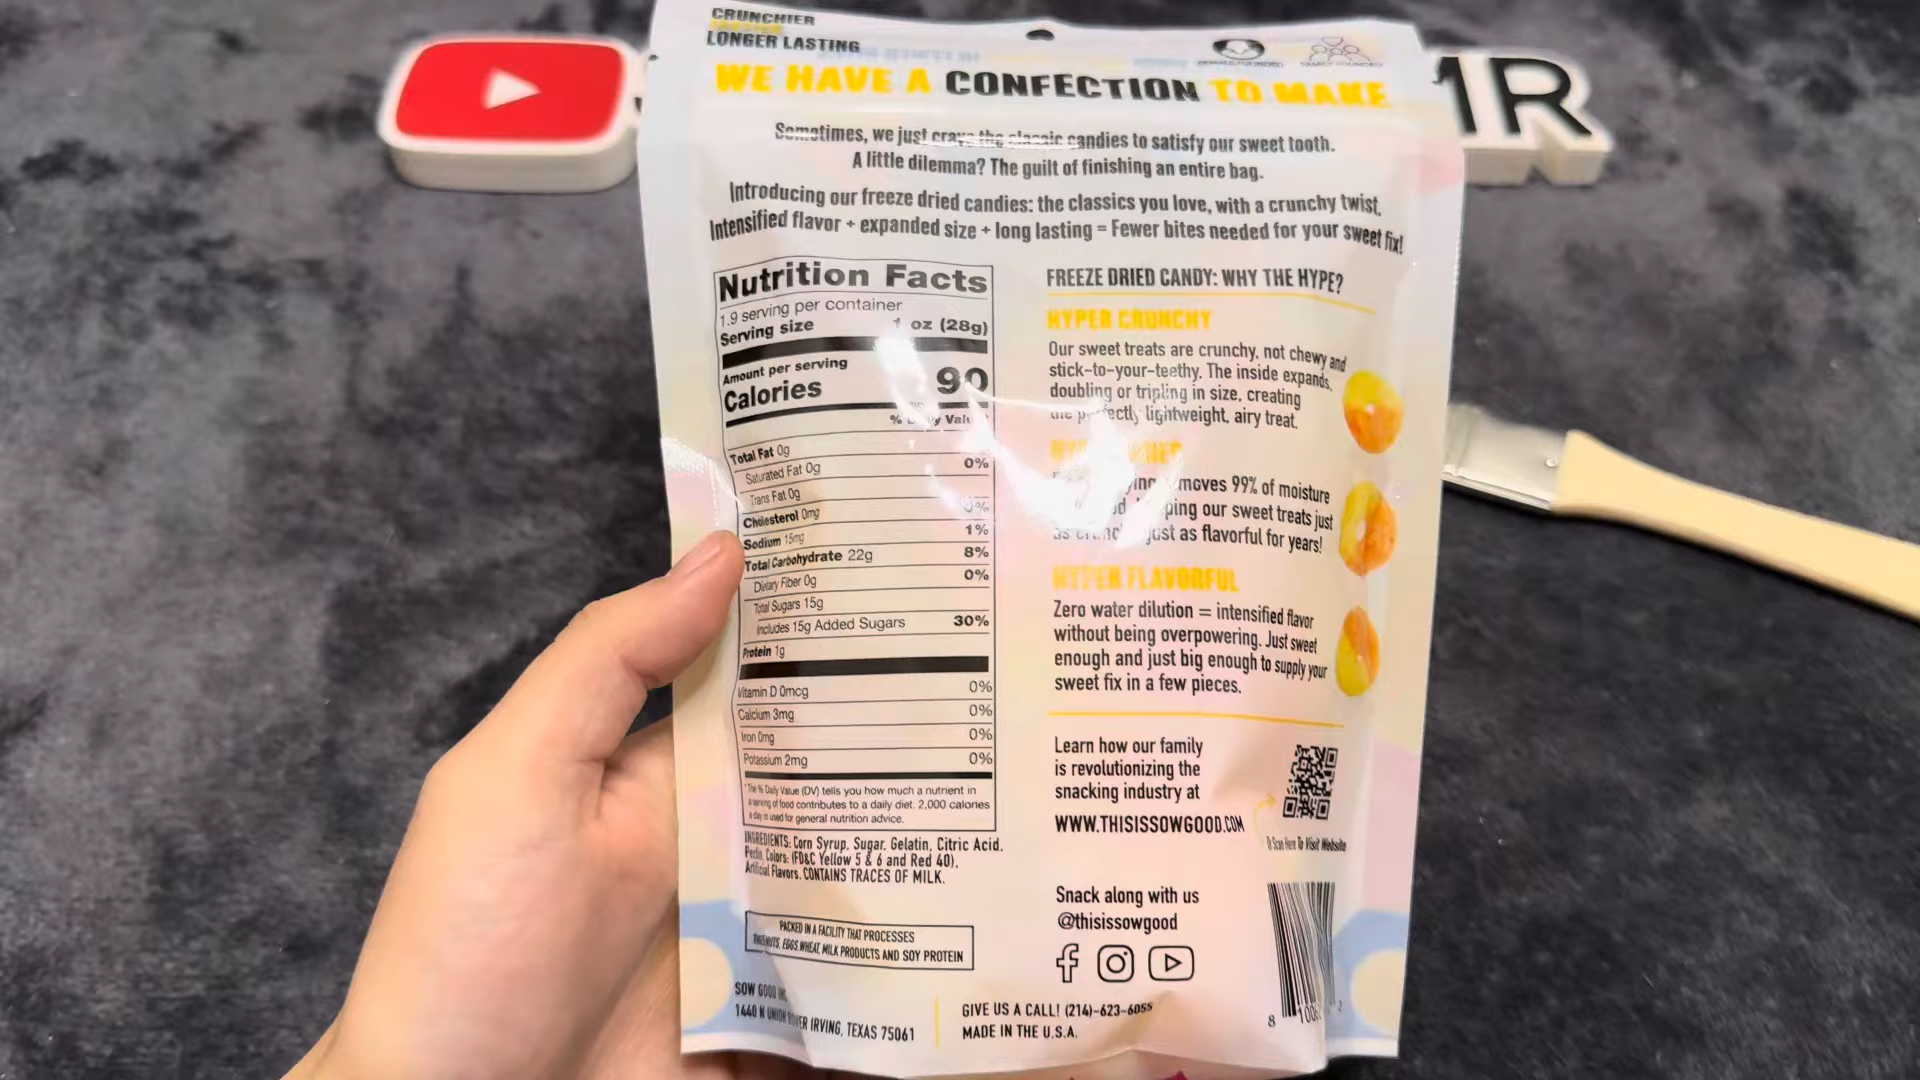 CRUNCHIER
LONGER LASTING
WE HAVE A CONFECTION TO MAKE
MR
Sometimes, we just crave the classic candies to satisfy our sweet tooth.
A little dilemma? The guilt of finishing an entire bag.
Introducing our freeze dried candies: the classics you love, with a crunchy twist.
Intensified flavor + expanded size + long lasting = Fewer bites needed for your sweet fix!
Nutrition Facts
1.9 serving per container
Serving size 1 oz (28g)
Amount per serving
Calories 90
% Valu
Total Fat 0g 0%
Saturated Fat 0g
Trans Fat 0g
Cholesterol 0mg 0%
Sodium 15mg 1%
Total Carbohydrate 22g 8%
Dietary Fiber 0g 0%
Total Sugars 15g
Includes 15g Added Sugars 30%
Protein 1g
Vitamin D 0mcg 0%
Calcium 3mg 0%
Iron 0mg 0%
Potassium 2mg 0%
*The % Daily Value (DV) tells you how much a nutrient in
a serving of food contributes to a daily diet. 2,000 calories
a day is used for general nutrition advice.
INGREDIENTS: Corn Syrup, Sugar, Gelatin, Citric Acid,
Pectin, Colors: (FD&C Yellow 5 & 6 and Red 40),
Artificial Flavors. CONTAINS TRACES OF MILK.
PACKED IN A FACILITY THAT PROCESSES
EGGS, WHEAT, MILK PRODUCTS AND SOY PROTEIN
SOW GOOD
1440 N UNION BOWER IRVING, TEXAS 75061
FREEZE DRIED CANDY: WHY THE HYPE?
HYPER CRUNCHY
Our sweet treats are crunchy, not chewy and
stick-to-your-teethy. The inside expands,
doubling or tripling in size, creating
the perfectly lightweight, airy treat.
moves 99% of moisture
ping our sweet treats just
just as flavorful for years!
HYPER FLAVORFUL
Zero water dilution = intensified flavor
without being overpowering. Just sweet
enough and just big enough to supply your
sweet fix in a few pieces.
Learn how our family
is revolutionizing the
snacking industry at
WWW.THISISSOWGOOD.COM
Scan Here To Visit Website
Snack along with us
@thisissowgood
GIVE US A CALL! (214)-623-6055
MADE IN THE U.S.A.